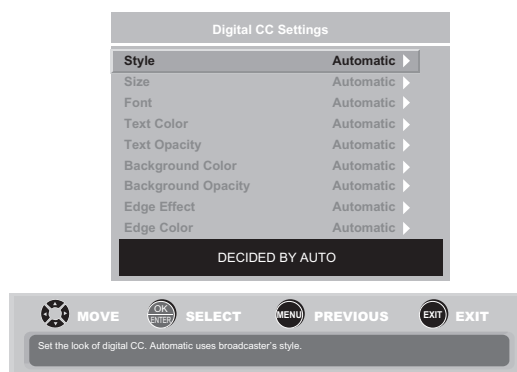 Digital CC Settings
Style Automatic
Size Automatic
Font Automatic
Text Color Automatic
Text Opacity Automatic
Background Color Automatic
Background Opacity Automatic
Edge Effect Automatic
Edge Color Automatic
DECIDED BY AUTO
MOVE OK ENTER SELECT MENU PREVIOUS EXIT EXIT
Set the look of digital CC. Automatic uses broadcaster's style.